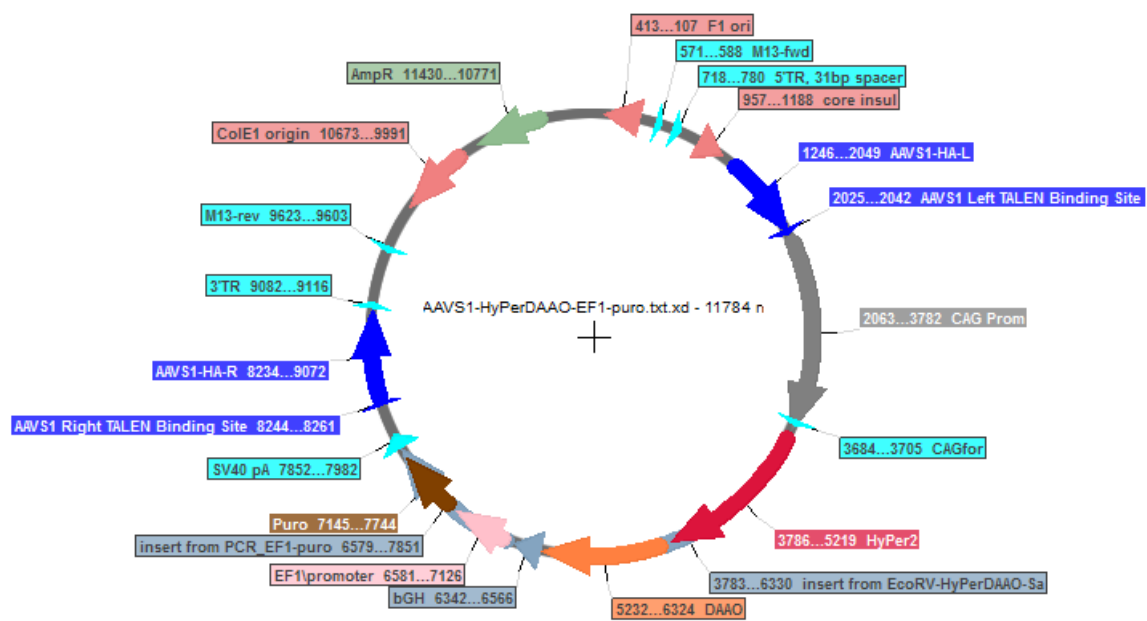 413...107 F1 ori
571...588 M13-fwd
718...780 5'TR, 31bp spacer
957...1188 core insul
AmpR 11430...10771
ColE1 origin 10673...9991
1246...2049 AAVS1-HA-L
2025...2042 AAVS1 Left TALEN Binding Site
M13-rev 9623...9603
3'TR 9082...9116
AAVS1-HyPerDAAO-EF1-puro.txt.xd - 11784 n
2063...3782 CAG Prom
AAVS1-HA-R 8234...9072
AAVS1 Right TALEN Binding Site 8244...8261
3684...3705 CAGfor
SV40 pA 7852...7982
Puro 7145...7744
3786...5219 HyPer2
insert from PCR_EF1-puro 6579...7851
EF1\promoter 6581...7126
3783...6330 insert from EcoRV-HyPerDAAO-Sa
bGH 6342...6566
5232...6324 DAAO